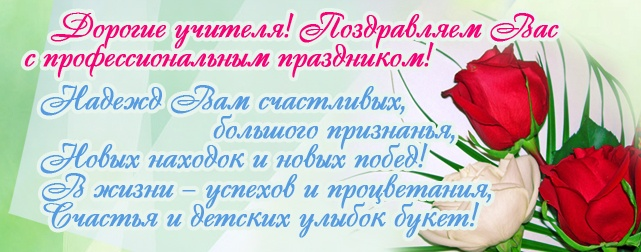 Дорогие учителя! Поздравляем Вас
с профессиональным праздником!
Надежд Вам счастливых,
большого признанья,
Новых находок и новых побед!
В жизни – успехов и процветания,
Счастья и детских улыбок букет!